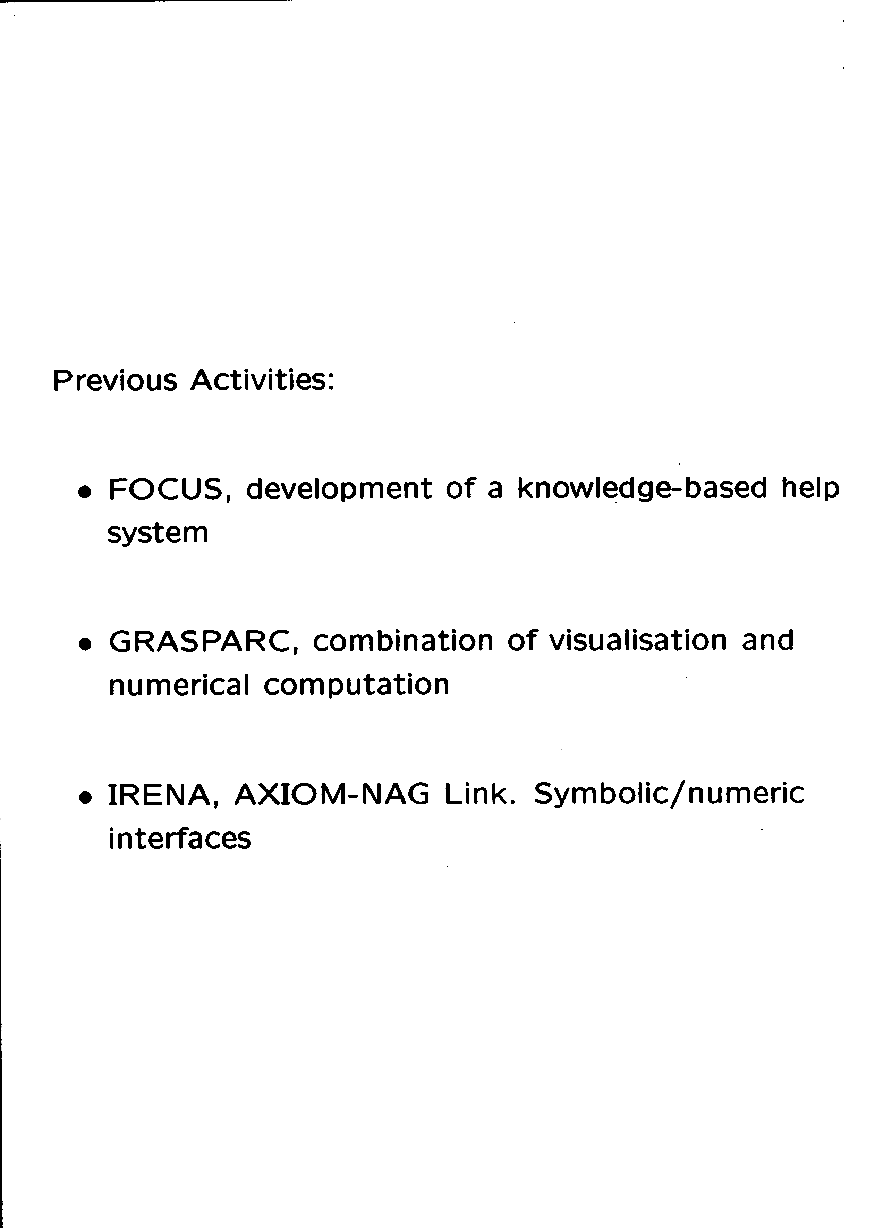 Previous Activities:
• FOCUS, development of a knowledge-based help
system
• GRASPARC, combination of visualisation and
numerical computation
• IRENA, AXIOM-NAG Link. Symbolic/numeric
interfaces